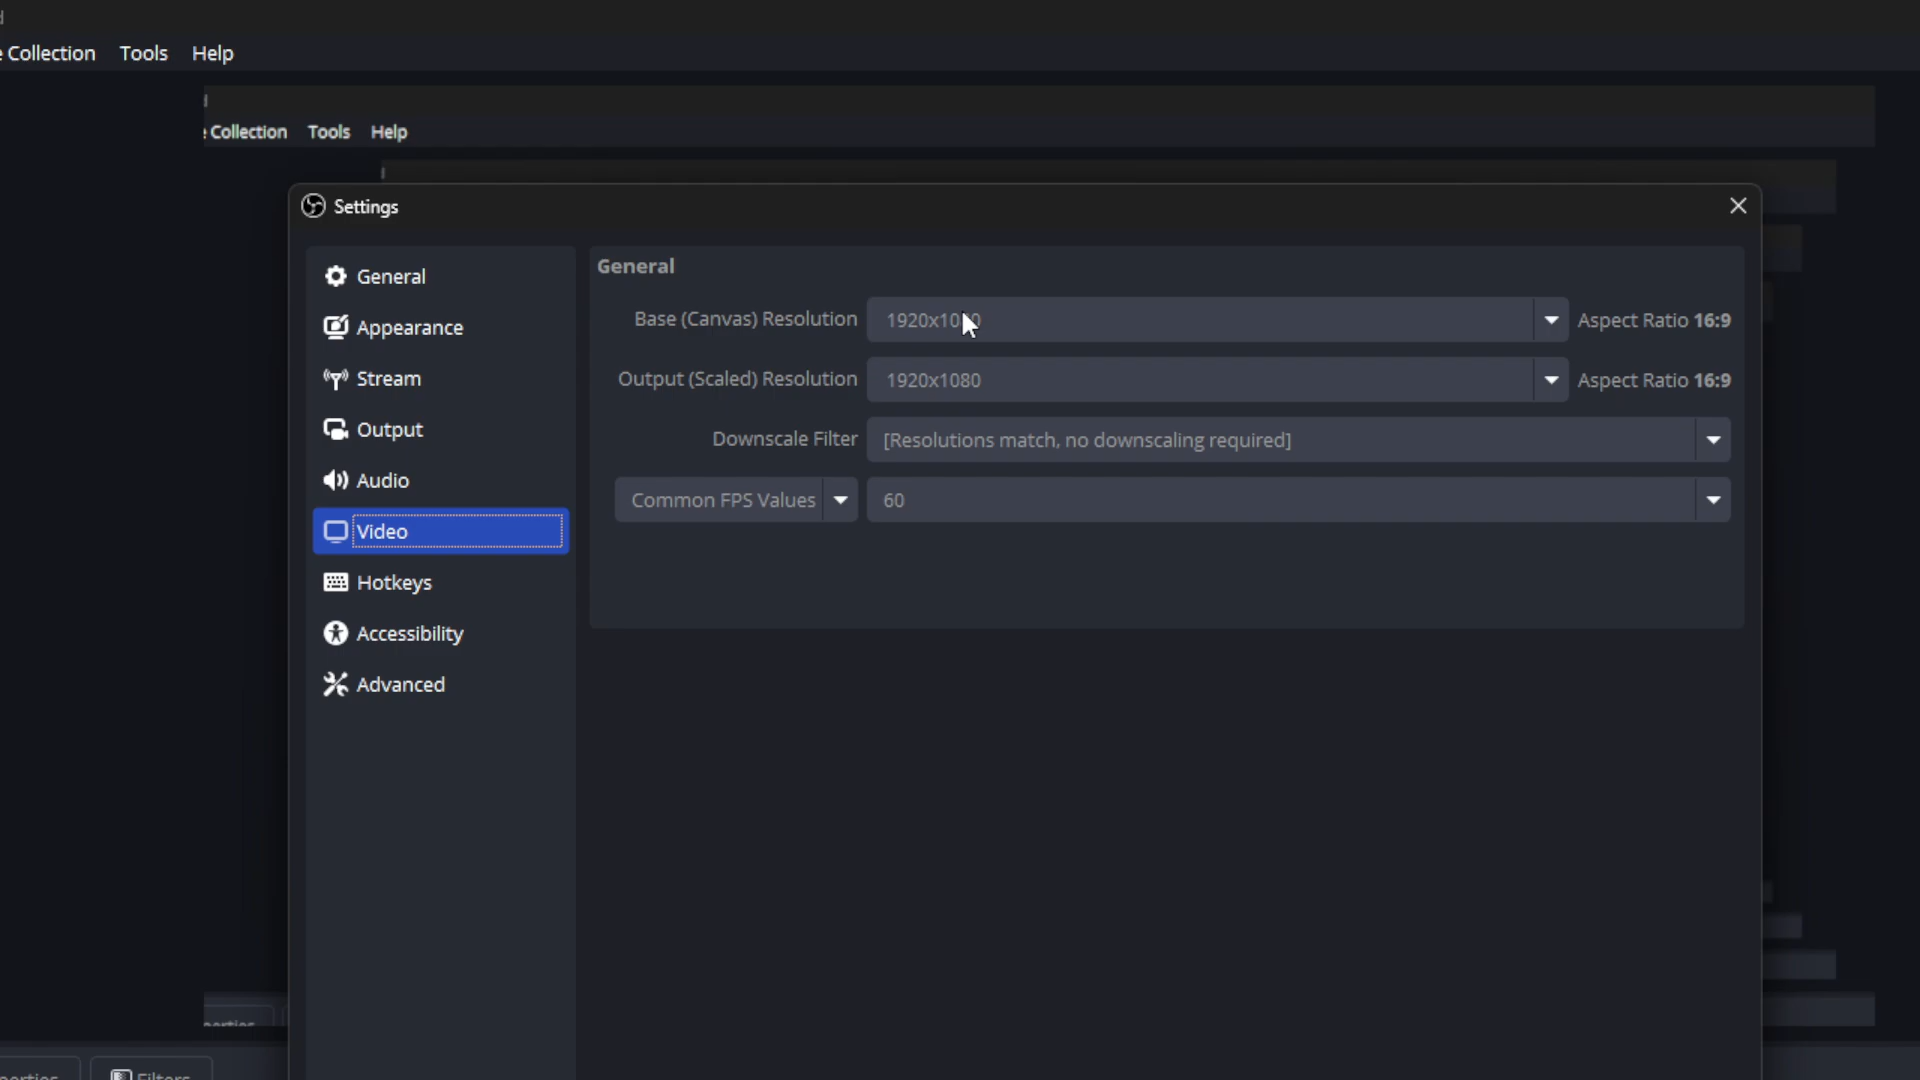 Collection Tools Help
Collection Tools Help
Settings
General
Appearance
Stream
Output
Audio
Video
Hotkeys
Accessibility
Advanced
General
Base (Canvas) Resolution 1920x1080 Aspect Ratio 16:9
Output (Scaled) Resolution 1920x1080 Aspect Ratio 16:9
Downscale Filter [Resolutions match, no downscaling required]
Common FPS Values 60
Filters